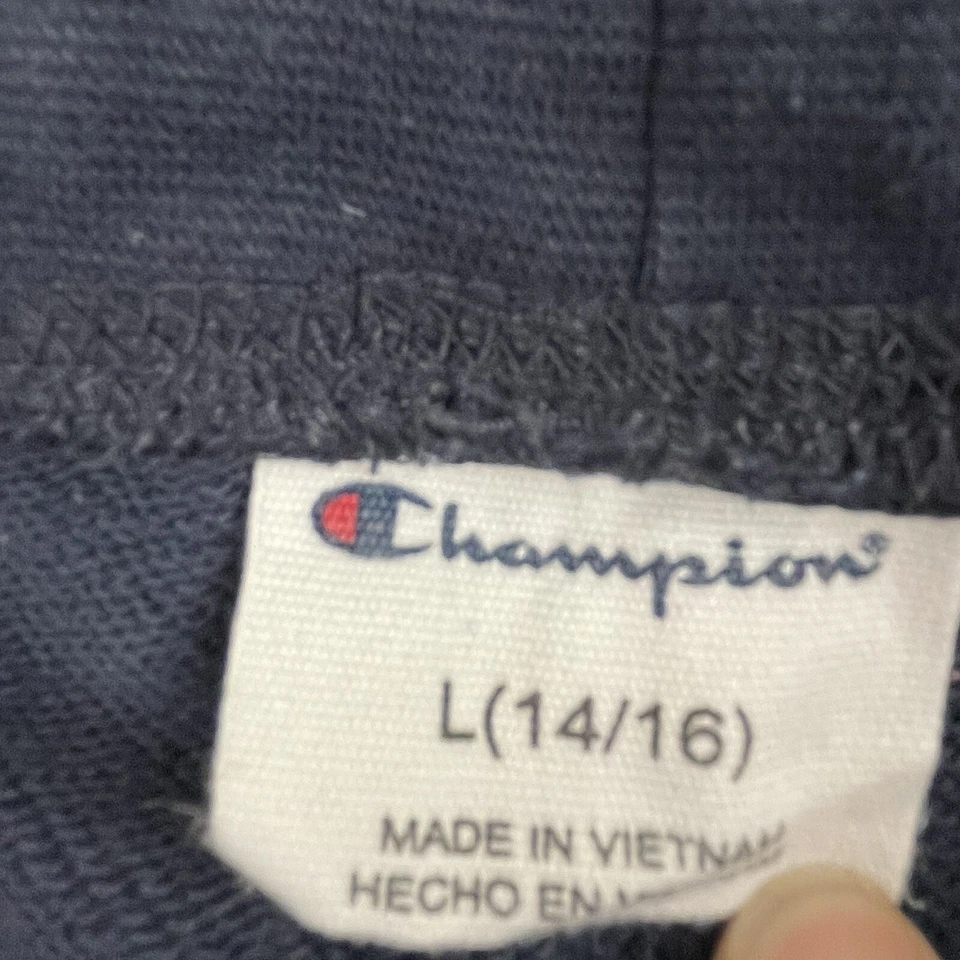 Champion®
L(14/16)
MADE IN VIETNAM
HECHO EN